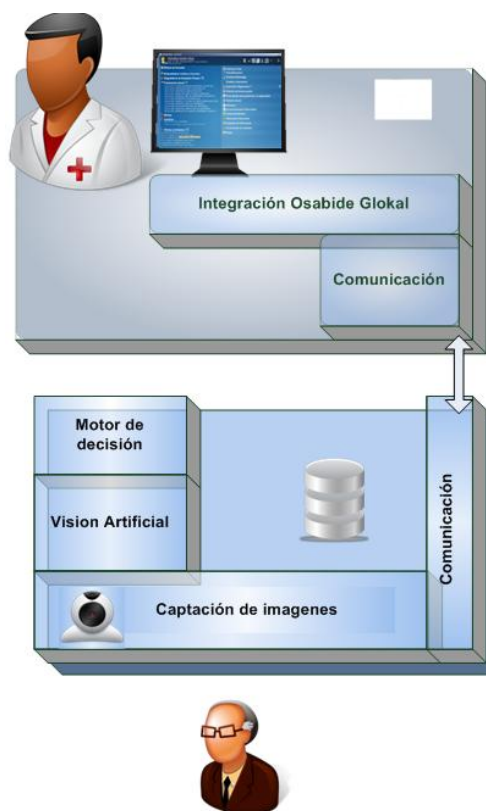 Integración Osabide Glokal
Comunicación
Motor de
decisión
Vision Artificial
Comunicación
Captación de imagenes